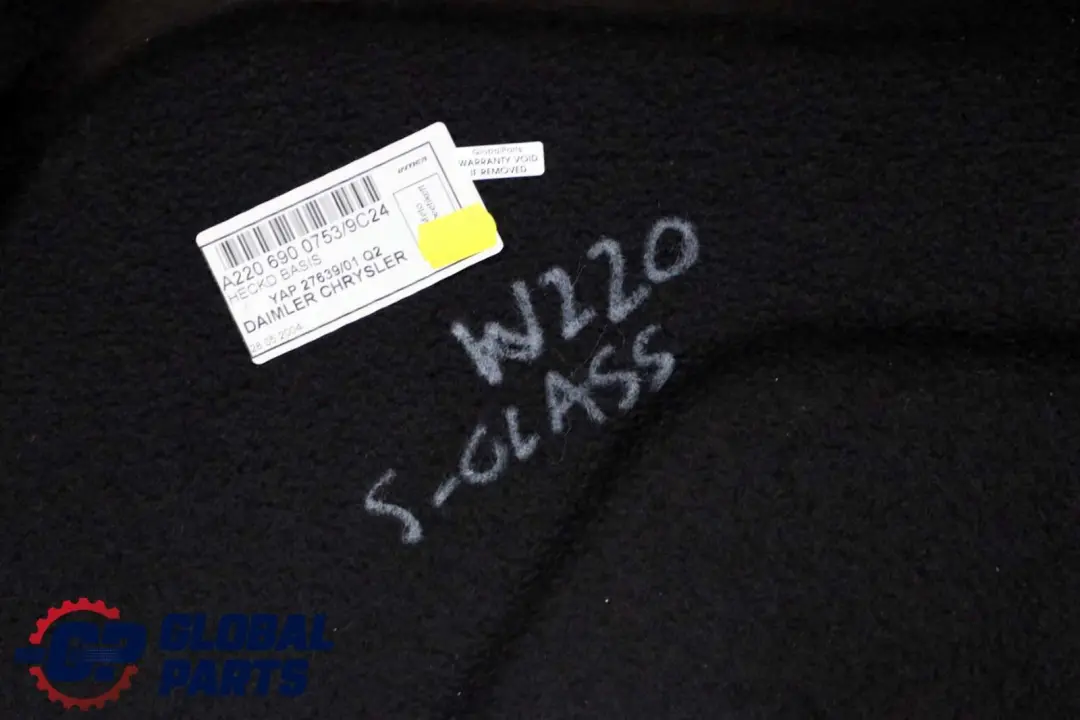 GlobalParts
WARRANTY VOID
IF REMOVED
A220 690 0753/9C24
HECKD BASIS
YAP 27639/01 Q2
DAIMLER CHRYSLER
28.05.2004
W220
S-CLASS
GLOBAL
PARTS